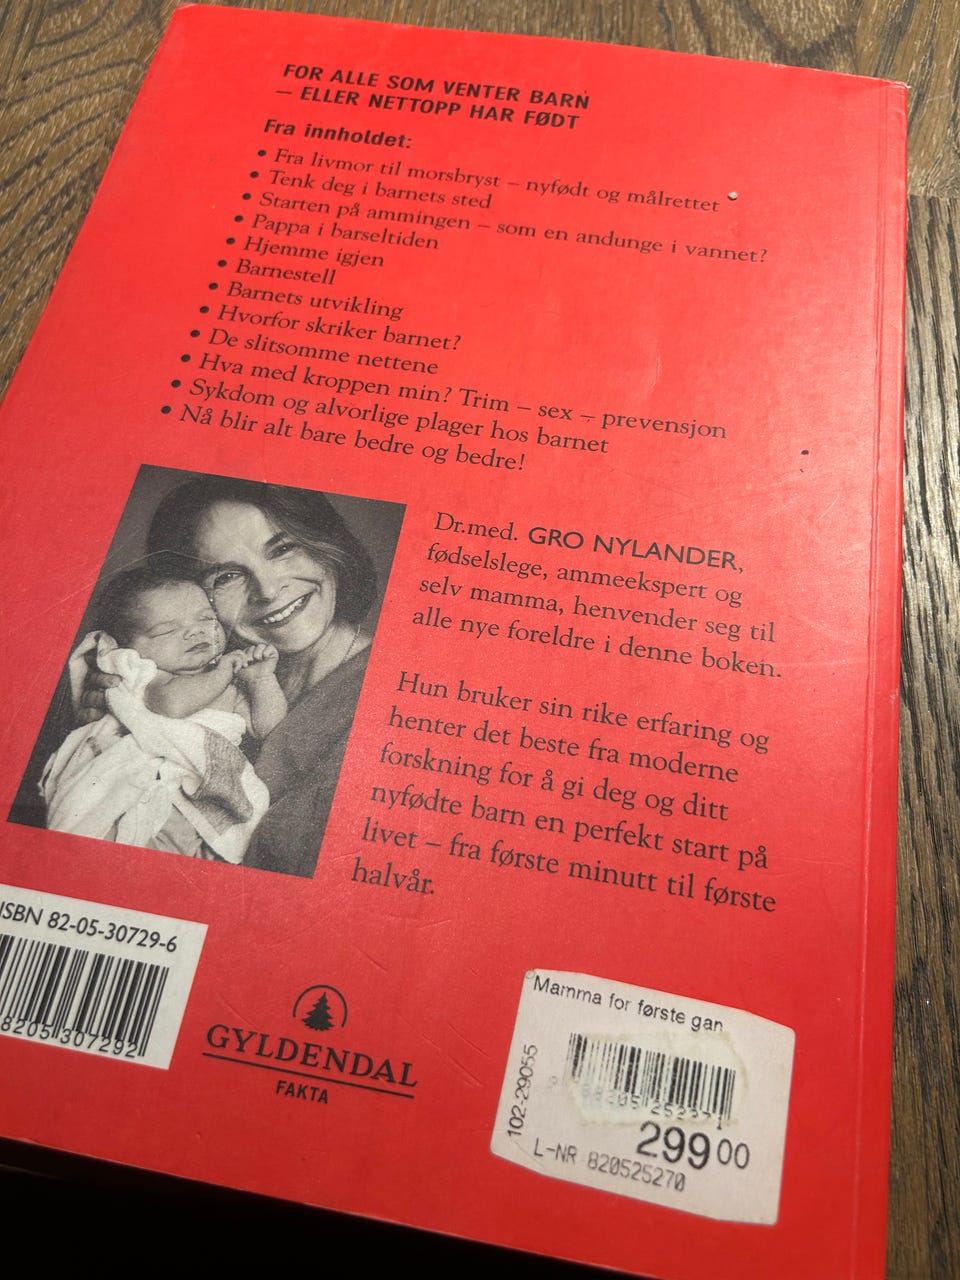 FOR ALLE SOM VENTER BARN
– ELLER NETTOPP HAR FØDT
Fra innholdet:
• Fra livmor til morsbryst – nyfødt og målrettet
• Tenk deg i barnets sted
• Starten på ammingen – som en andunge i vannet?
• Pappa i barseltiden
• Hjemme igjen
• Barnestell
• Barnets utvikling
• Hvorfor skriker barnet?
• De slitsomme nettene
• Hva med kroppen min? Trim – sex – prevensjon
• Sykdom og alvorlige plager hos barnet
• Nå blir alt bare bedre og bedre!
Dr.med. GRO NYLANDER,
fødselslege, ammeekspert og
selv mamma, henvender seg til
alle nye foreldre i denne boken.
Hun bruker sin rike erfaring og
henter det beste fra moderne
forskning for å gi deg og ditt
nyfødte barn en perfekt start på
livet – fra første minutt til første
halvår.
ISBN 82-05-30729-6
8205 307292
GYLDENDAL
FAKTA
Mamma for første gan
102-29055
299 00
L-NR 820525270